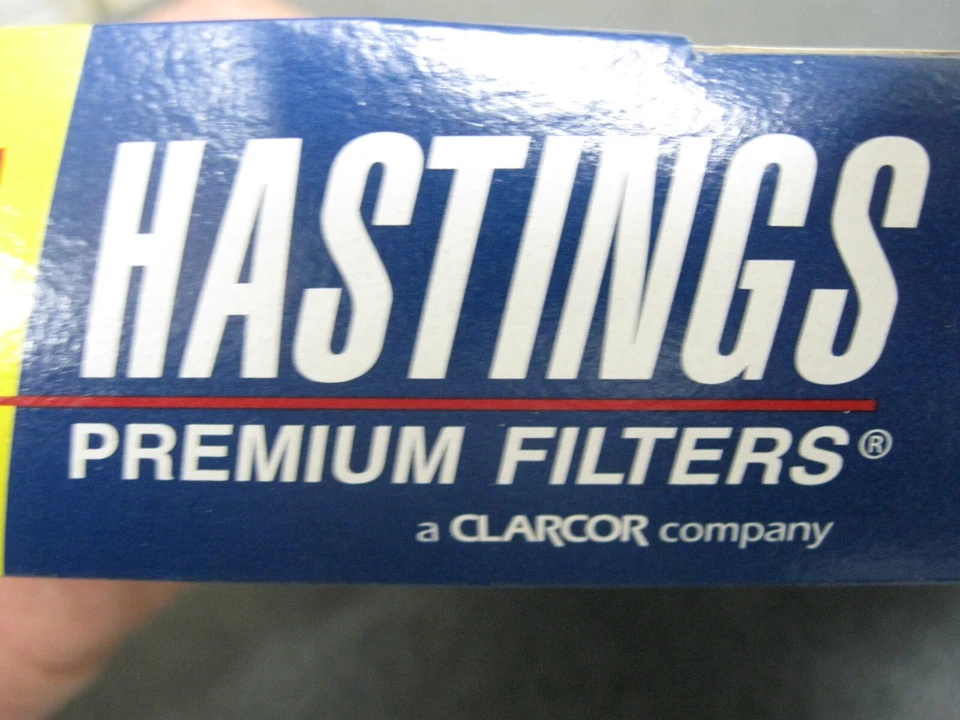 HASTINGS
PREMIUM FILTERS®
a CLARCOR company